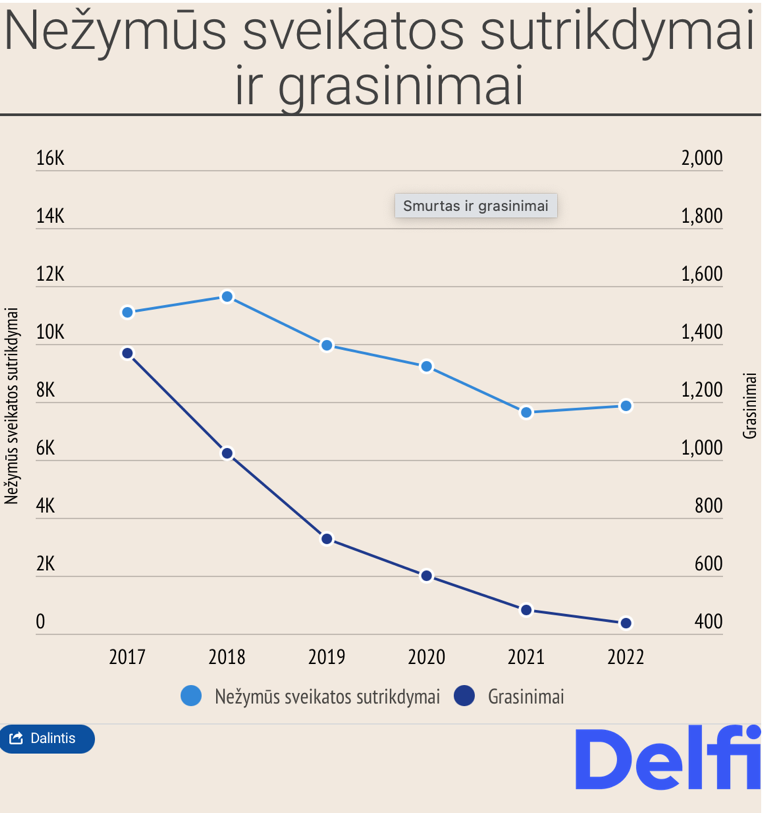 Nežymūs sveikatos sutrikdymai
ir grasinimai
16K
2,000
Smurtas ir grasinimai
14K
1,800
12K
1,600
10K
1,400
8K
1,200
6K
1,000
4K
800
2K
600
0
400
Nežymūs sveikatos sutrikdymai
Grasinimai
2017 2018 2019 2020 2021 2022
Nežymūs sveikatos sutrikdymai Grasinimai
Dalintis
Delfi